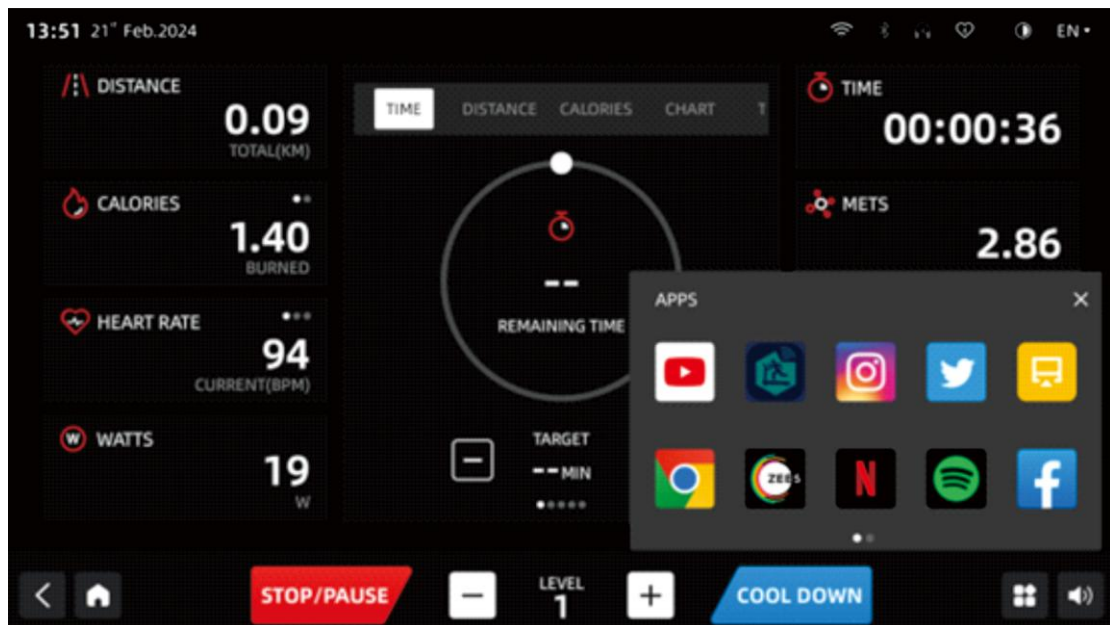 13:51 21st Feb.2024
EN
DISTANCE
0.09
TOTAL(KM)
CALORIES
1.40
BURNED
HEART RATE
94
CURRENT(BPM)
WATTS
19
W
TIME DISTANCE CALORIES CHART T
--
REMAINING TIME
TARGET
--MIN
TIME
00:00:36
METS
2.86
APPS
ZEE5
N
f
STOP/PAUSE
LEVEL
1
COOL DOWN